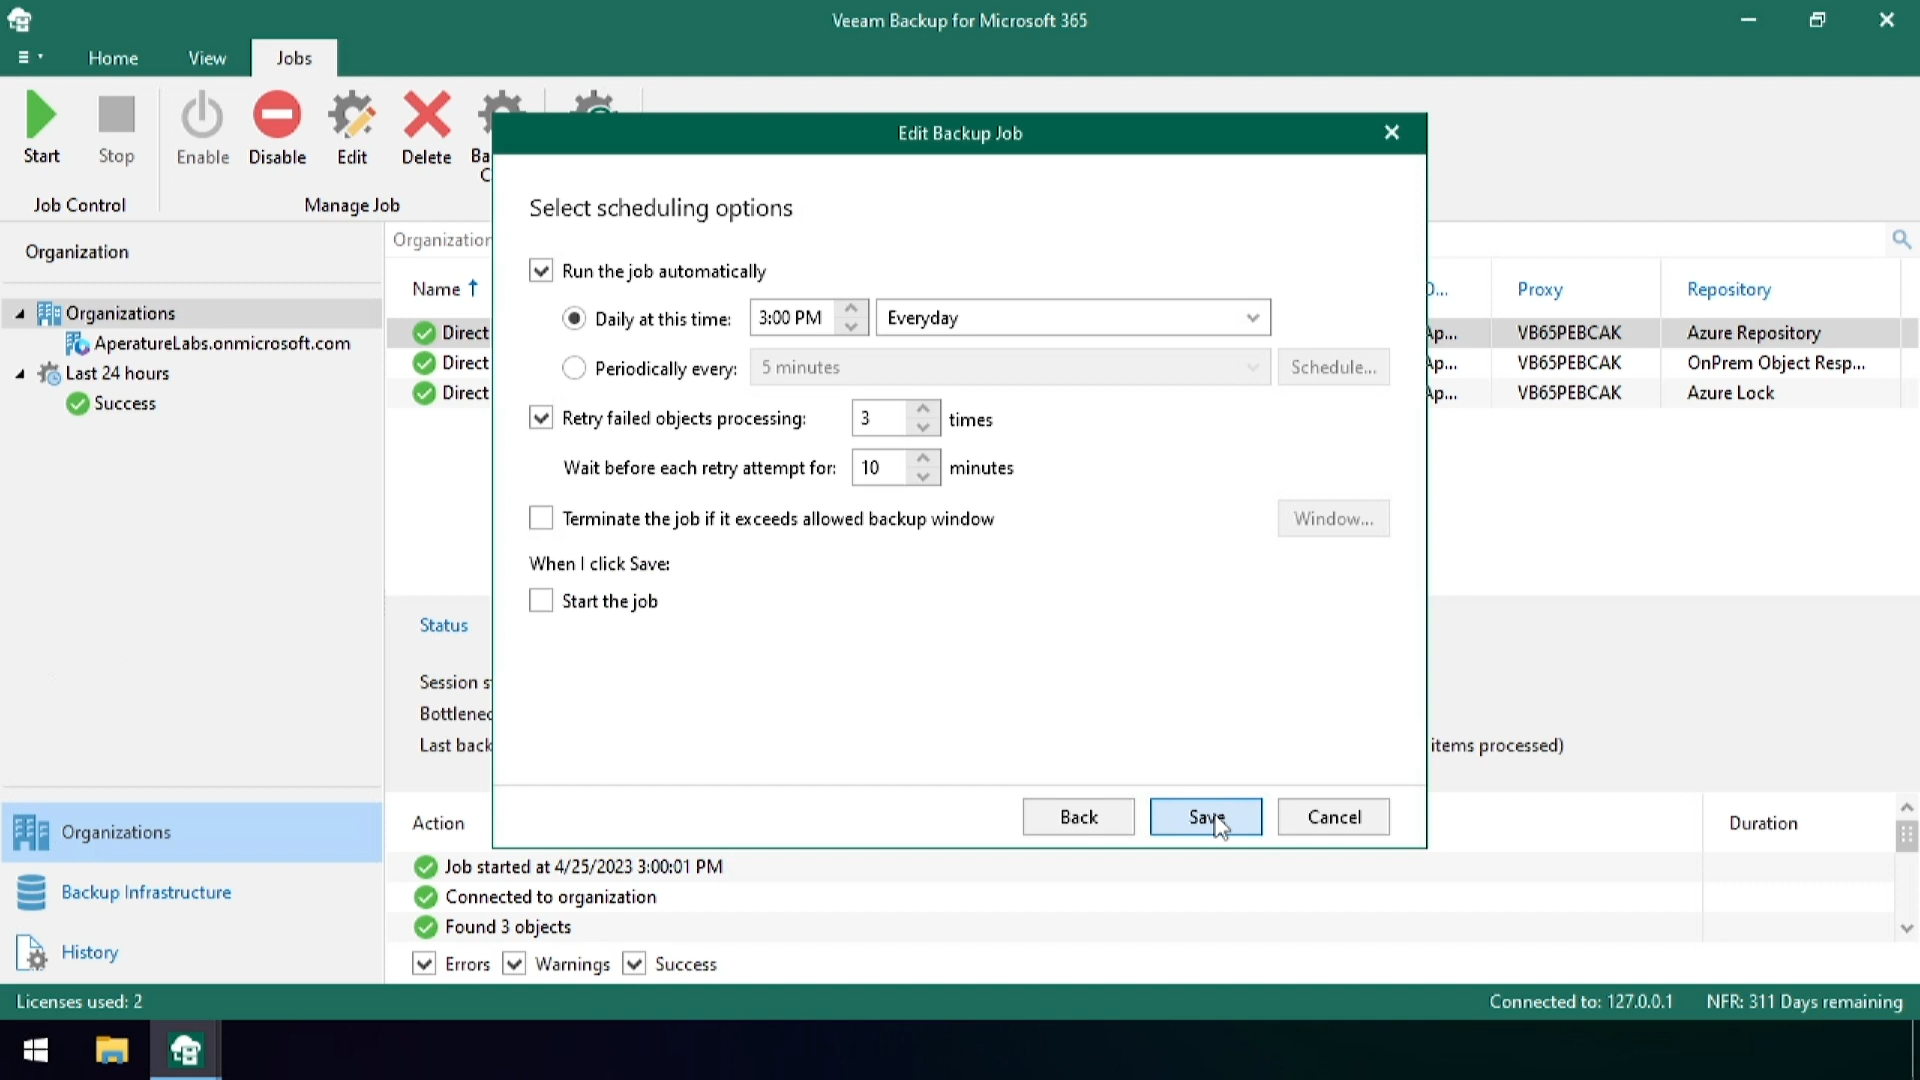 Veeam Backup for Microsoft 365
Home View Jobs
Start Stop Enable Disable Edit Delete
Job Control Manage Job
Edit Backup Job
Select scheduling options
Run the job automatically
Daily at this time: 3:00 PM Everyday
Periodically every: 5 minutes Schedule...
Retry failed objects processing: 3 times
Wait before each retry attempt for: 10 minutes
Terminate the job if it exceeds allowed backup window Window...
When I click Save:
Start the job
Back Save Cancel
Organization
Organizations
AperatureLabs.onmicrosoft.com
Last 24 hours
Success
Organizations
Backup Infrastructure
History
Name Proxy Repository
Direct VB65PEBCAK Azure Repository
Direct VB65PEBCAK OnPrem Object Resp...
Direct VB65PEBCAK Azure Lock
Status
Session
Last items processed)
Action Duration
Job started at 4/25/2023 3:00:01 PM
Connected to organization
Found 3 objects
Errors Warnings Success
Licenses used: 2 Connected to: 127.0.0.1 NFR: 311 Days remaining